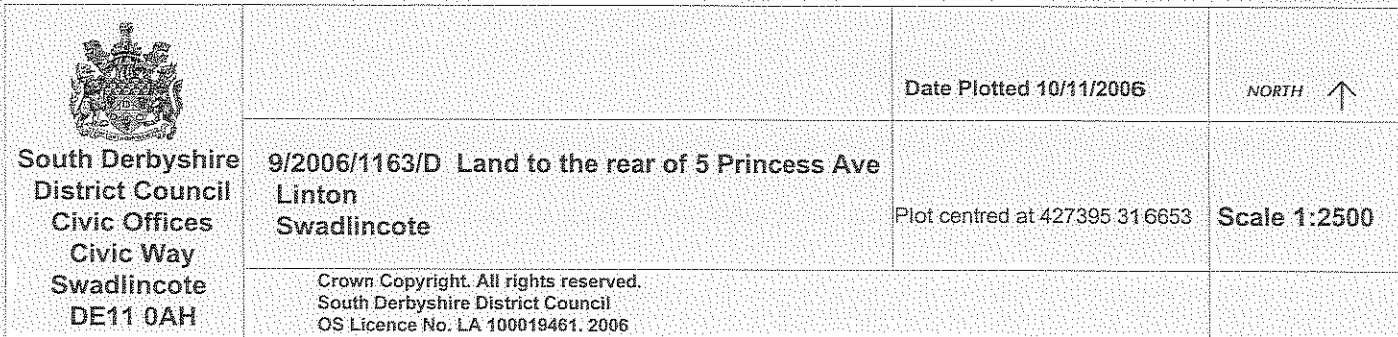 South Derbyshire
District Council
Civic Offices
Civic Way
Swadlincote
DE11 0AH
9/2006/1163/D Land to the rear of 5 Princess Ave
Linton
Swadlincote
Crown Copyright. All rights reserved.
South Derbyshire District Council
OS Licence No. LA 100019461. 2006
Date Plotted 10/11/2006
Plot centred at 427395 316653
NORTH
Scale 1:2500